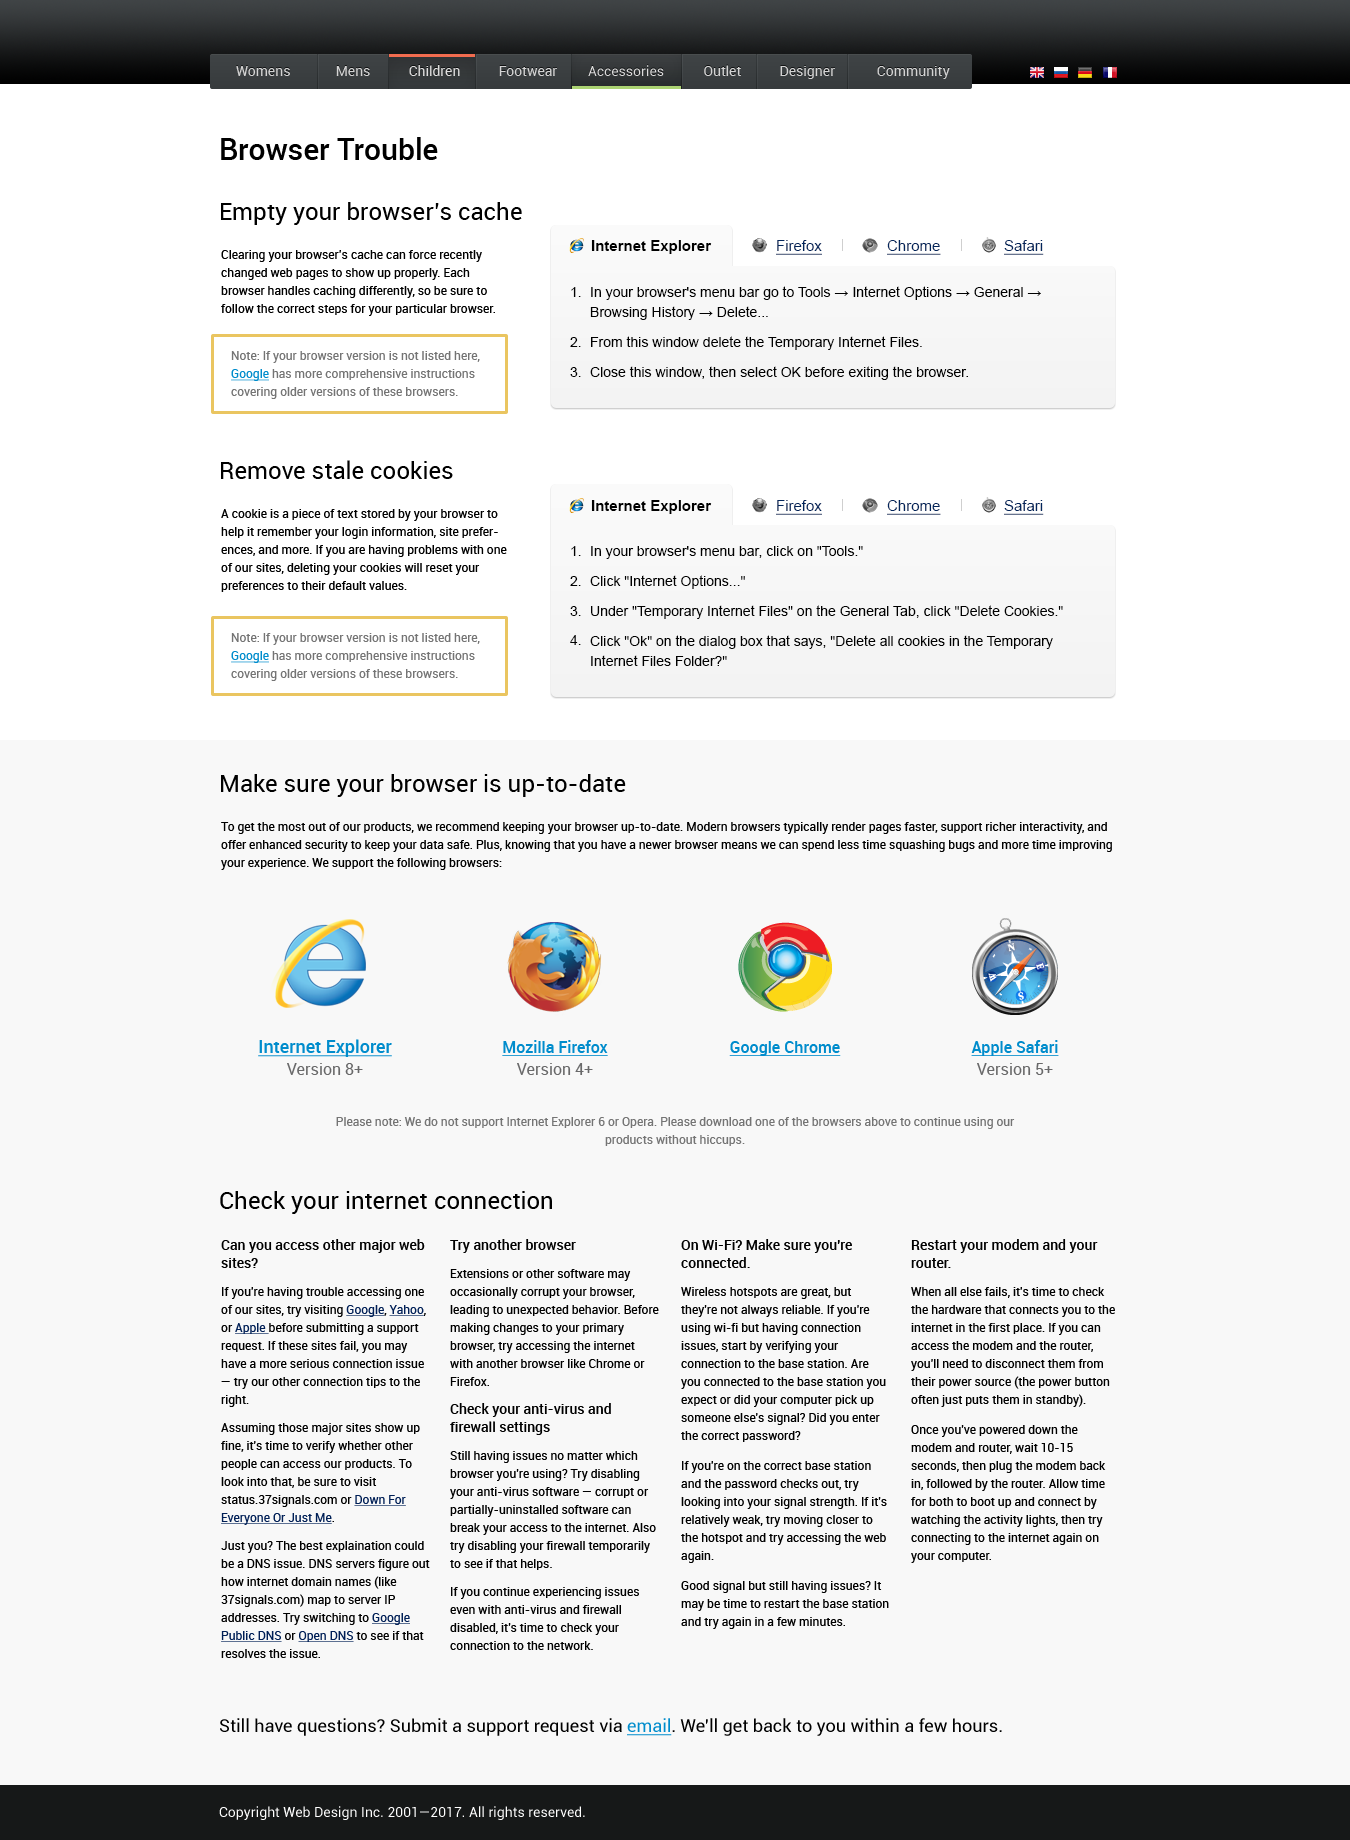 Womens Mens Children Footwear Accessories Outlet Designer Community
Browser Trouble
Empty your browser's cache
Clearing your browser's cache can force recently
changed web pages to show up properly. Each
browser handles caching differently, so be sure to
follow the correct steps for your particular browser.
Note: If your browser version is not listed here,
Google has more comprehensive instructions
covering older versions of these browsers.
Internet Explorer Firefox Chrome Safari
1. In your browser's menu bar go to Tools → Internet Options → General →
Browsing History → Delete...
2. From this window delete the Temporary Internet Files.
3. Close this window, then select OK before exiting the browser.
Remove stale cookies
A cookie is a piece of text stored by your browser to
help it remember your login information, site prefer-
ences, and more. If you are having problems with one
of our sites, deleting your cookies will reset your
preferences to their default values.
Note: If your browser version is not listed here,
Google has more comprehensive instructions
covering older versions of these browsers.
Internet Explorer Firefox Chrome Safari
1. In your browser's menu bar, click on "Tools."
2. Click "Internet Options..."
3. Under "Temporary Internet Files" on the General Tab, click "Delete Cookies."
4. Click "Ok" on the dialog box that says, "Delete all cookies in the Temporary
Internet Files Folder?"
Make sure your browser is up-to-date
To get the most out of our products, we recommend keeping your browser up-to-date. Modern browsers typically render pages faster, support richer interactivity, and
offer enhanced security to keep your data safe. Plus, knowing that you have a newer browser means we can spend less time squashing bugs and more time improving
your experience. We support the following browsers:
Internet Explorer
Version 8+
Mozilla Firefox
Version 4+
Google Chrome
Apple Safari
Version 5+
Please note: We do not support Internet Explorer 6 or Opera. Please download one of the browsers above to continue using our
products without hiccups.
Check your internet connection
Can you access other major web
sites?
If you're having trouble accessing one
of our sites, try visiting Google, Yahoo,
or Apple before submitting a support
request. If these sites fail, you may
have a more serious connection issue
— try our other connection tips to the
right.
Assuming those major sites show up
fine, it's time to verify whether other
people can access our products. To
look into that, be sure to visit
status.37signals.com or Down For
Everyone Or Just Me.
Just you? The best explaination could
be a DNS issue. DNS servers figure out
how internet domain names (like
37signals.com) map to server IP
addresses. Try switching to Google
Public DNS or Open DNS to see if that
resolves the issue.
Try another browser
Extensions or other software may
occasionally corrupt your browser,
leading to unexpected behavior. Before
making changes to your primary
browser, try accessing the internet
with another browser like Chrome or
Firefox.
Check your anti-virus and
firewall settings
Still having issues no matter which
browser you're using? Try disabling
your anti-virus software — corrupt or
partially-uninstalled software can
break your access to the internet. Also
try disabling your firewall temporarily
to see if that helps.
If you continue experiencing issues
even with anti-virus and firewall
disabled, it's time to check your
connection to the network.
On Wi-Fi? Make sure you're
connected.
Wireless hotspots are great, but
they're not always reliable. If you're
using wi-fi but having connection
issues, start by verifying your
connection to the base station. Are
you connected to the base station you
expect or did your computer pick up
someone else's signal? Did you enter
the correct password?
If you're on the correct base station
and the password checks out, try
looking into your signal strength. If it's
relatively weak, try moving closer to
the hotspot and try accessing the web
again.
Good signal but still having issues? It
may be time to restart the base station
and try again in a few minutes.
Restart your modem and your
router.
When all else fails, it's time to check
the hardware that connects you to the
internet in the first place. If you can
access the modem and the router,
you'll need to disconnect them from
their power source (the power button
often just puts them in standby).
Once you've powered down the
modem and router, wait 10-15
seconds, then plug the modem back
in, followed by the router. Allow time
for both to boot up and connect by
watching the activity lights, then try
connecting to the internet again on
your computer.
Still have questions? Submit a support request via email. We'll get back to you within a few hours.
Copyright Web Design Inc. 2001—2017. All rights reserved.